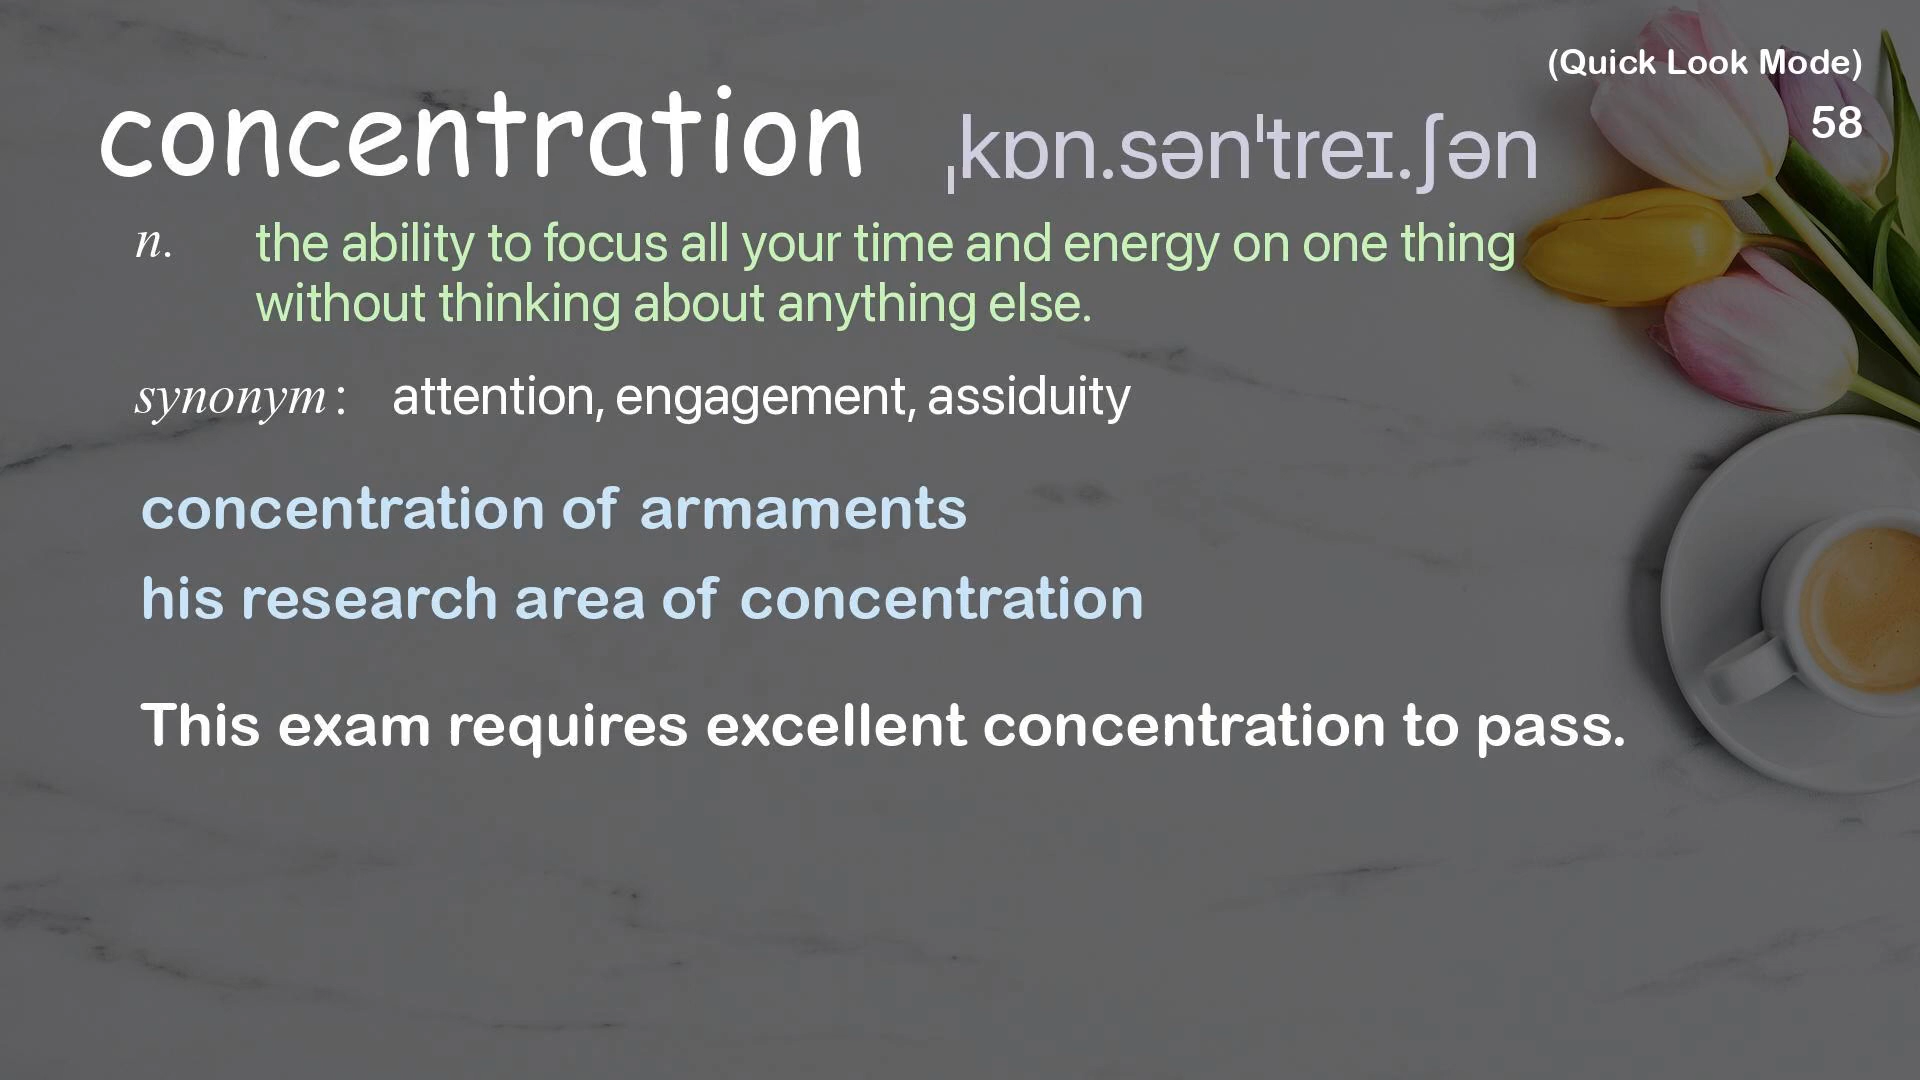 (Quick Look Mode)
58
concentration ˌkɒn.sənˈtreɪ.ʃən
n. the ability to focus all your time and energy on one thing
without thinking about anything else.
synonym : attention, engagement, assiduity
concentration of armaments
his research area of concentration
This exam requires excellent concentration to pass.